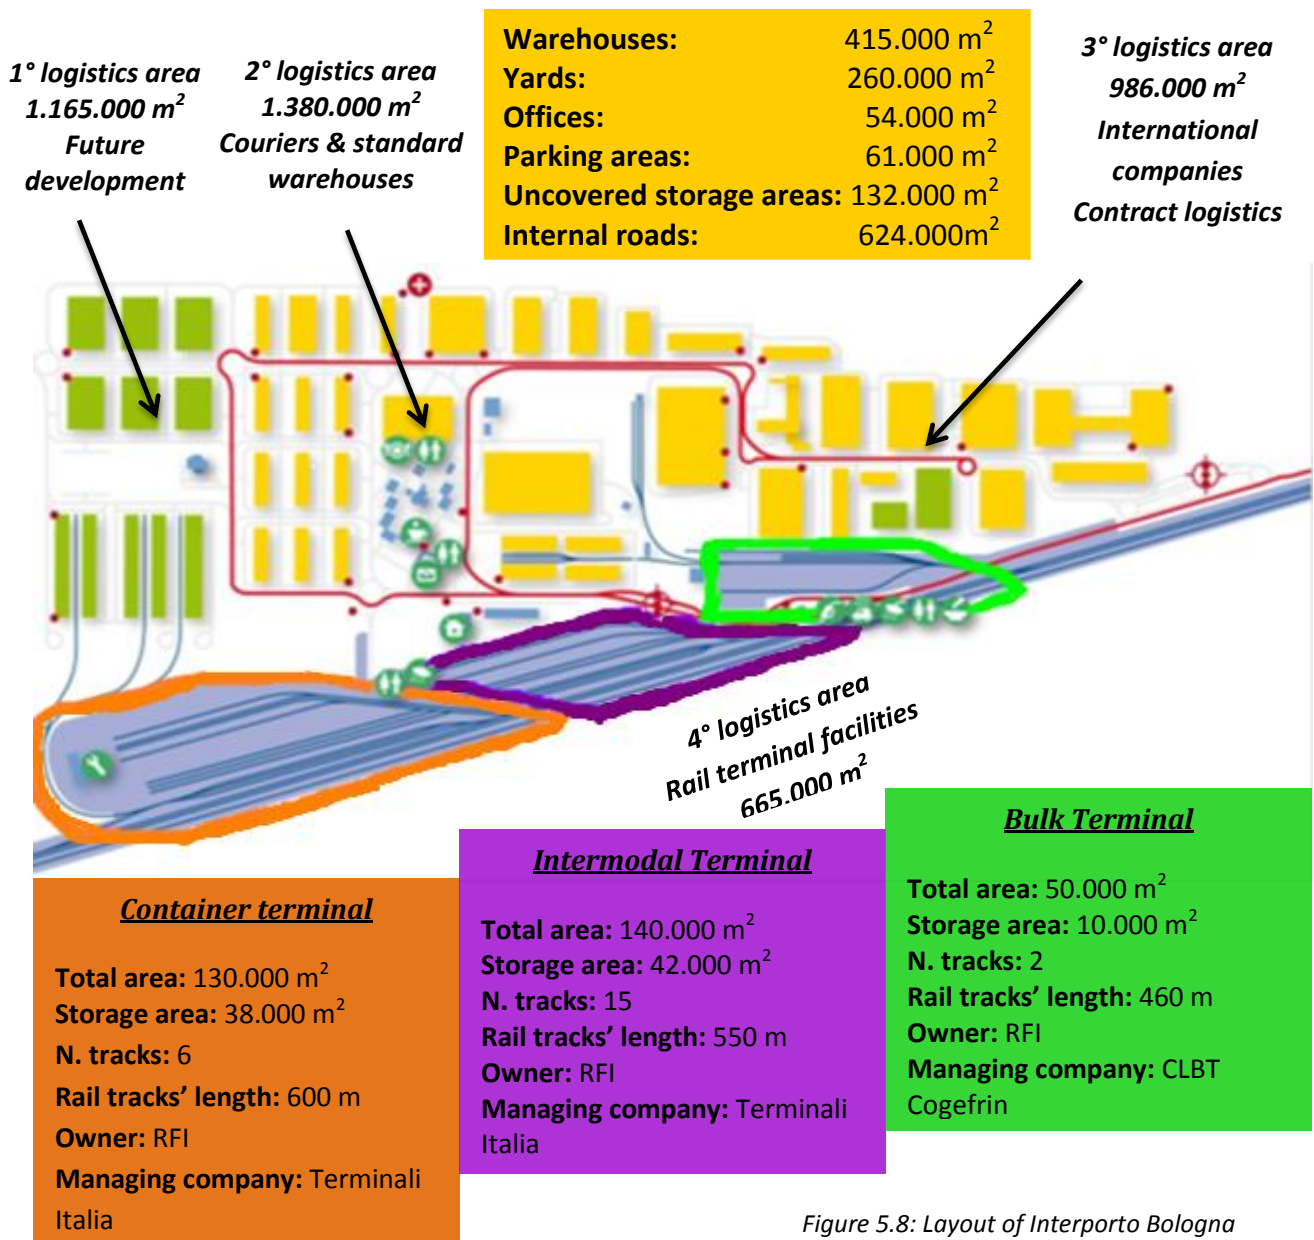 1° logistics area
1.165.000 m²
Future
development
2° logistics area
1.380.000 m²
Couriers & standard
warehouses
Warehouses: 415.000 m²
Yards: 260.000 m²
Offices: 54.000 m²
Parking areas: 61.000 m²
Uncovered storage areas: 132.000 m²
Internal roads: 624.000m²
3° logistics area
986.000 m²
International
companies
Contract logistics
4° logistics area
Rail terminal facilities
665.000 m²
Container terminal
Total area: 130.000 m²
Storage area: 38.000 m²
N. tracks: 6
Rail tracks’ length: 600 m
Owner: RFI
Managing company: Terminali
Italia
Intermodal Terminal
Total area: 140.000 m²
Storage area: 42.000 m²
N. tracks: 15
Rail tracks’ length: 550 m
Owner: RFI
Managing company: Terminali
Italia
Bulk Terminal
Total area: 50.000 m²
Storage area: 10.000 m²
N. tracks: 2
Rail tracks’ length: 460 m
Owner: RFI
Managing company: CLBT
Cogefrin
Figure 5.8: Layout of Interporto Bologna